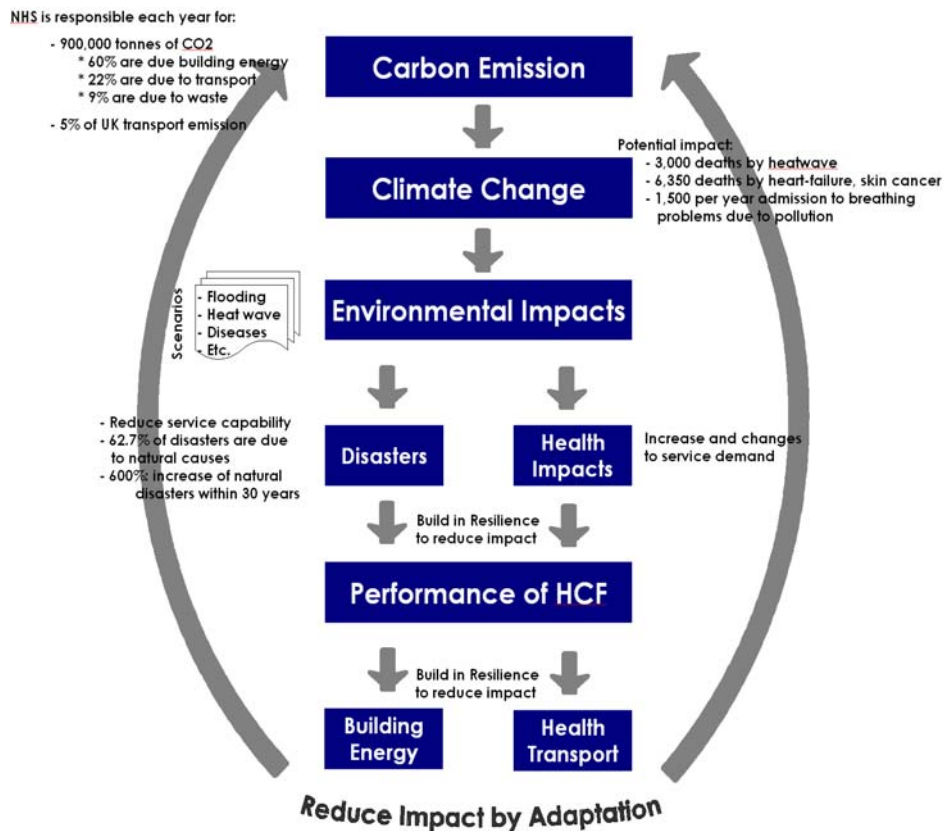 NHS is responsible each year for:
- 900,000 tonnes of CO2
* 60% are due building energy
* 22% are due to transport
* 9% are due to waste
- 5% of UK transport emission
Carbon Emission
Climate Change
Potential impact:
- 3,000 deaths by heatwave
- 6,350 deaths by heart-failure, skin cancer
- 1,500 per year admission to breathing
problems due to pollution
Environmental Impacts
Scenarios
- Flooding
- Heat wave
- Diseases
- Etc.
- Reduce service capability
- 62.7% of disasters are due
to natural causes
- 600%: increase of natural
disasters within 30 years
Disasters
Health
Impacts
Increase and changes
to service demand
Build in Resilience
to reduce impact
Performance of HCF
Build in Resilience
to reduce impact
Building
Energy
Health
Transport
Reduce Impact by Adaptation